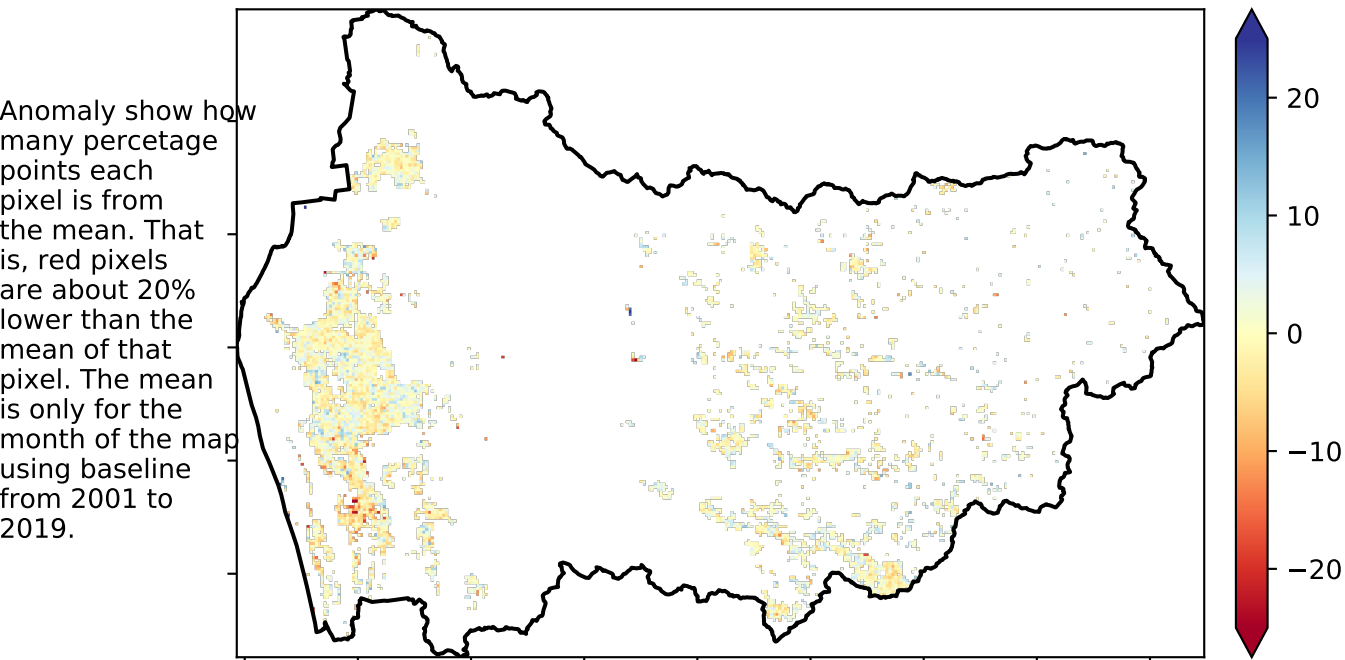 Anomaly show how
many percetage
points each
pixel is from
the mean. That
is, red pixels
are about 20%
lower than the
mean of that
pixel. The mean
is only for the
month of the map
using baseline
from 2001 to
2019.
20
10
0
−10
−20